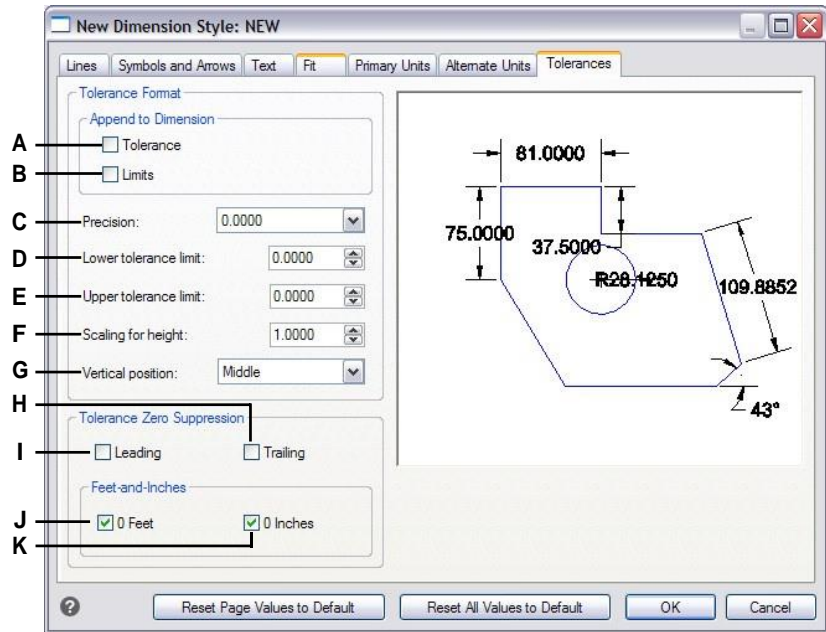 New Dimension Style: NEW
Lines Symbols and Arrows Text Fit Primary Units Alternate Units Tolerances
Tolerance Format
Append to Dimension
A Tolerance
B Limits
C Precision: 0.0000
D Lower tolerance limit: 0.0000
E Upper tolerance limit: 0.0000
F Scaling for height: 1.0000
G Vertical position: Middle
H
Tolerance Zero Suppression
I Leading Trailing
Feet-and-Inches
J 0 Feet 0 Inches
K
81.0000
75.0000
37.5000
R28.1250
109.8852
43°
? Reset Page Values to Default Reset All Values to Default OK Cancel